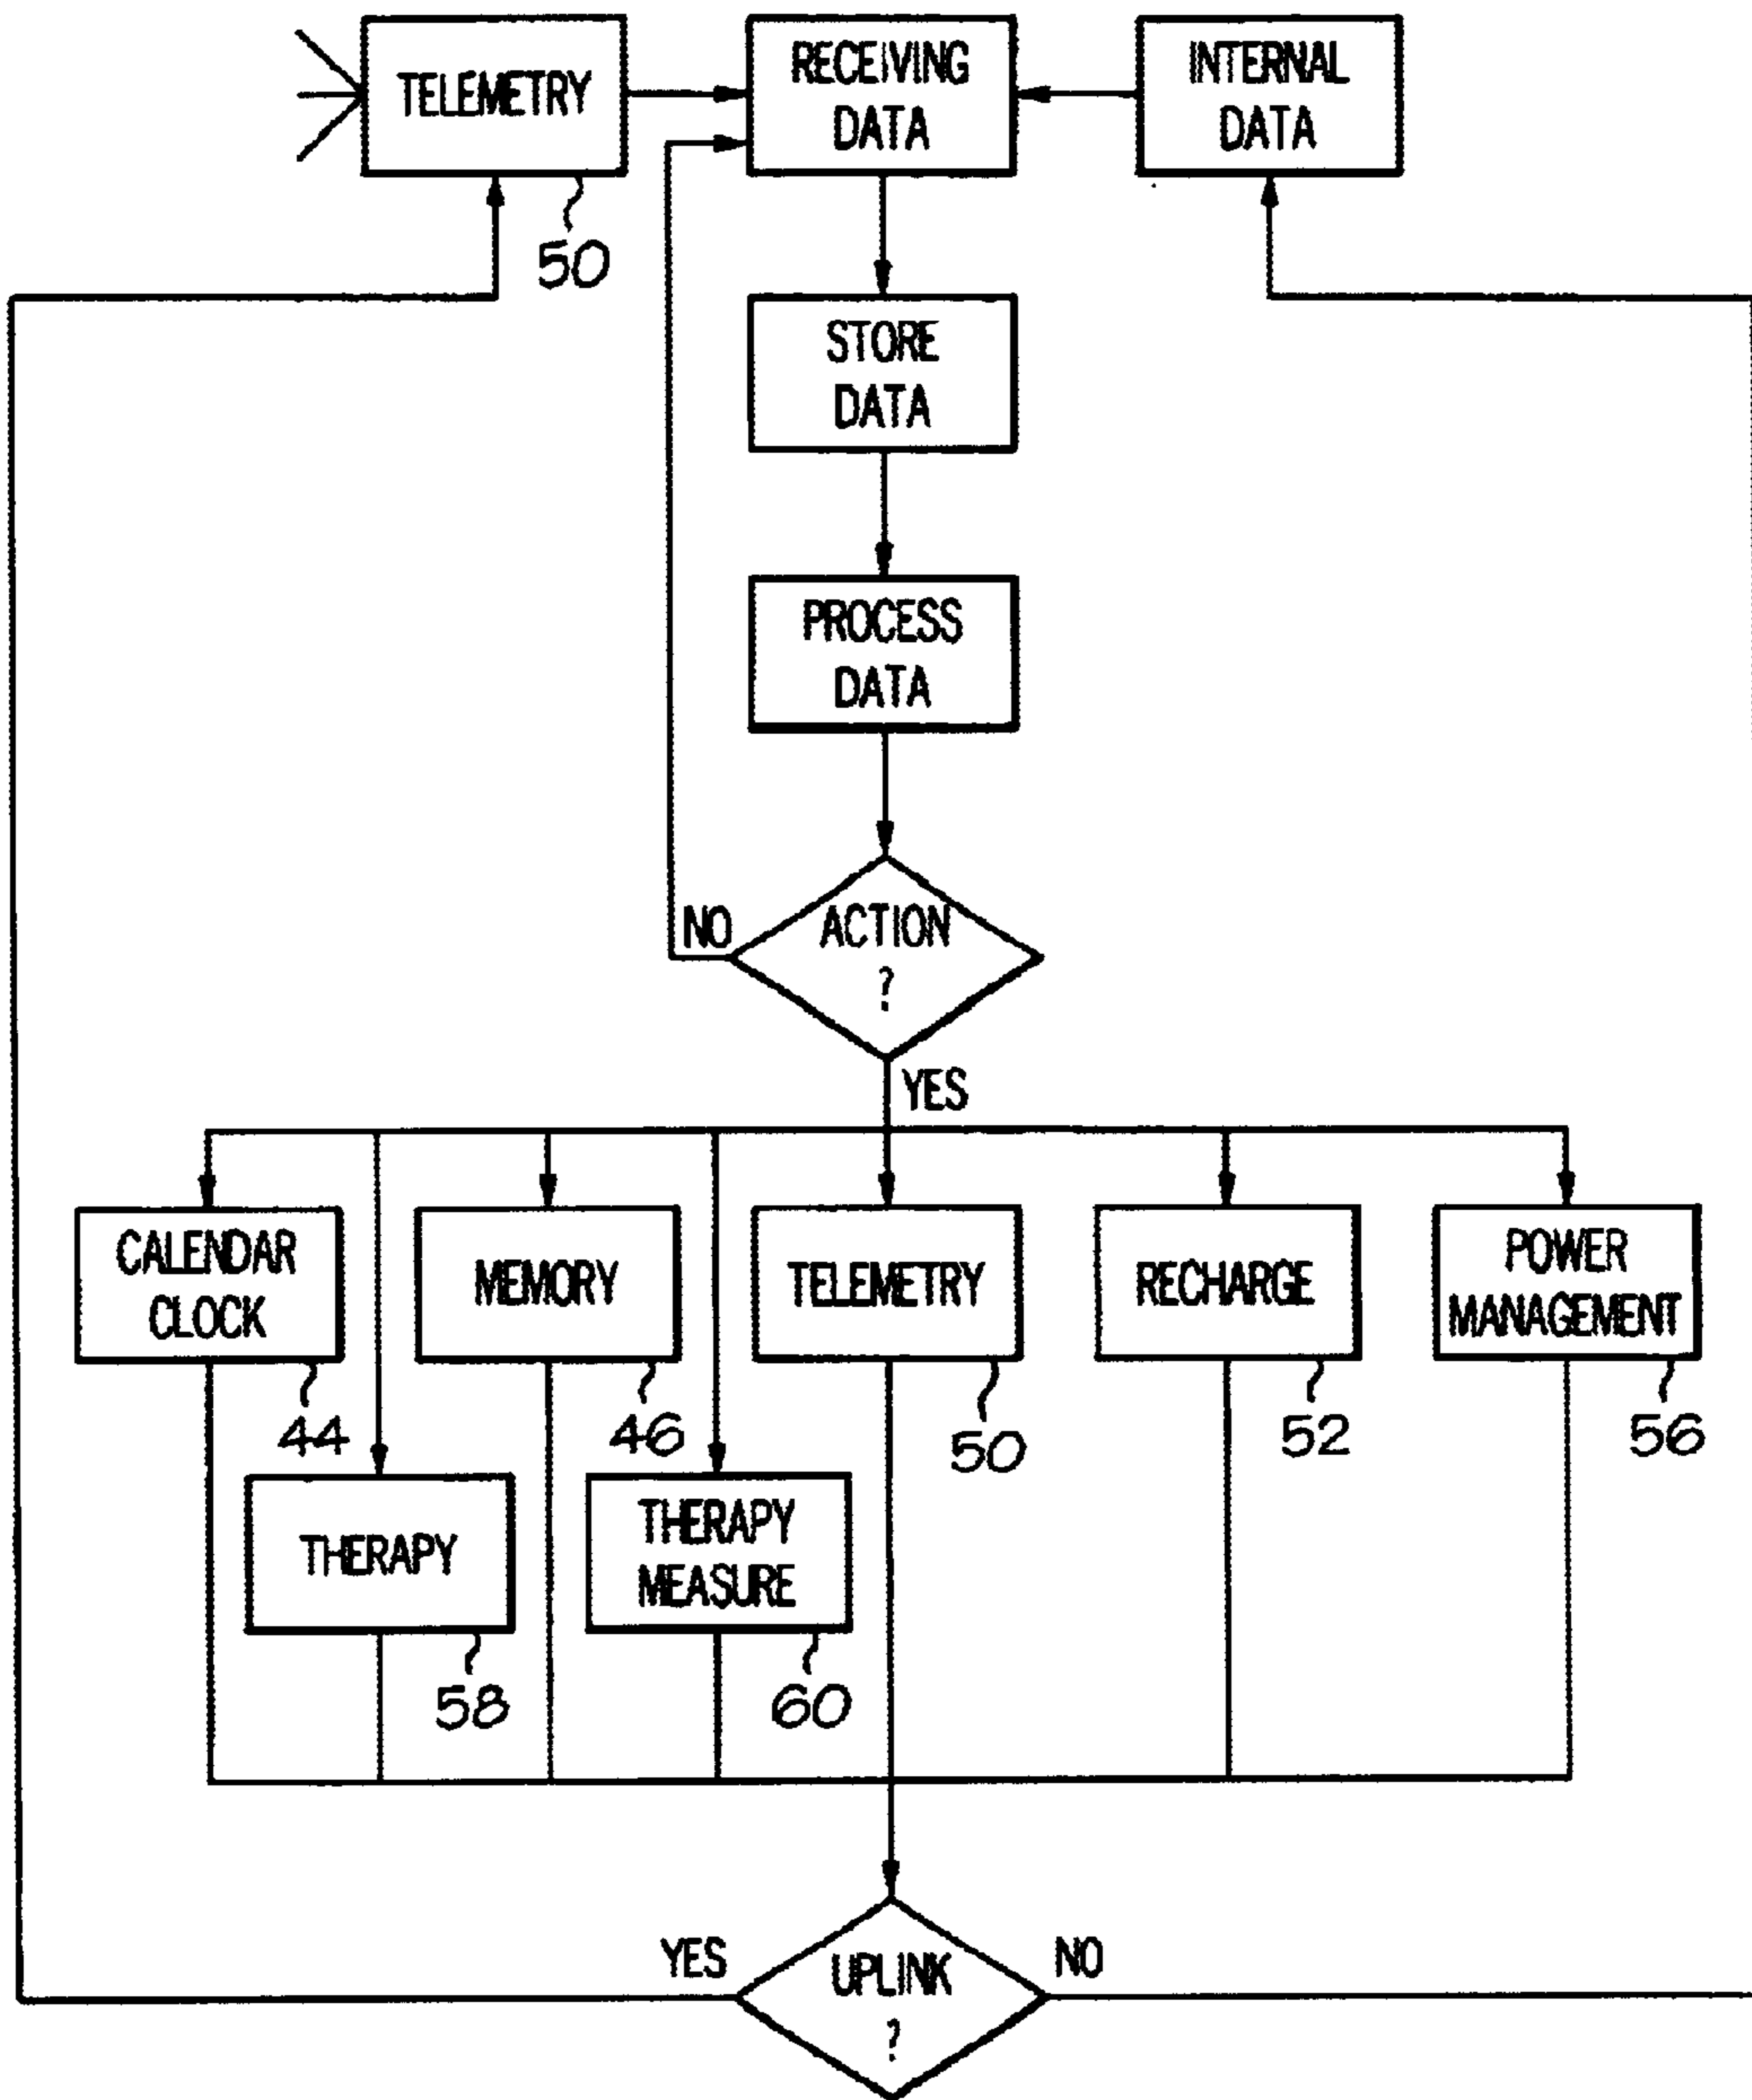 TELEMETRY
50
RECEIVING
DATA
INTERNAL
DATA
STORE
DATA
PROCESS
DATA
ACTION
?
NO
YES
CALENDAR
CLOCK
44
MEMORY
46
TELEMETRY
50
RECHARGE
52
POWER
MANAGEMENT
56
THERAPY
58
THERAPY
MEASURE
60
YES
UPLINK
?
NO